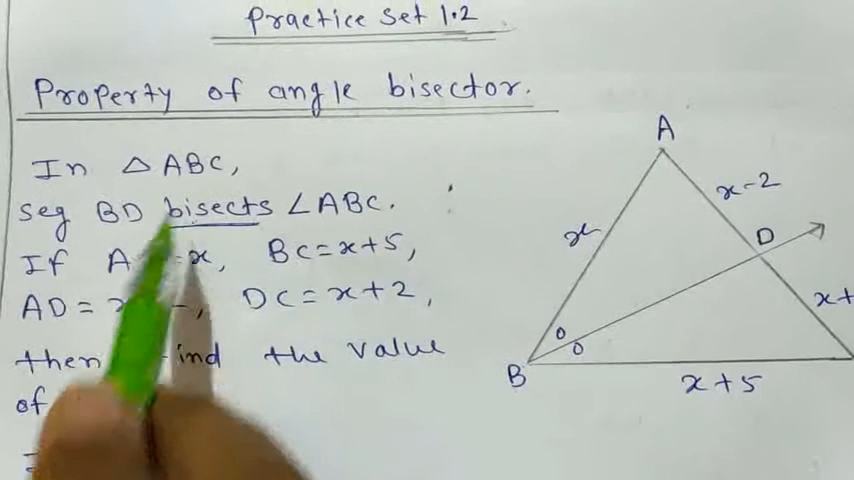 Practice Set 1.2
Property of angle bisector.
In △ABC,
seg BD bisects ∠ABC.
If A =x, BC=x+5,
AD= , DC=x+2,
then find the value
of
A
x-2
x
D
x+
B
x+5